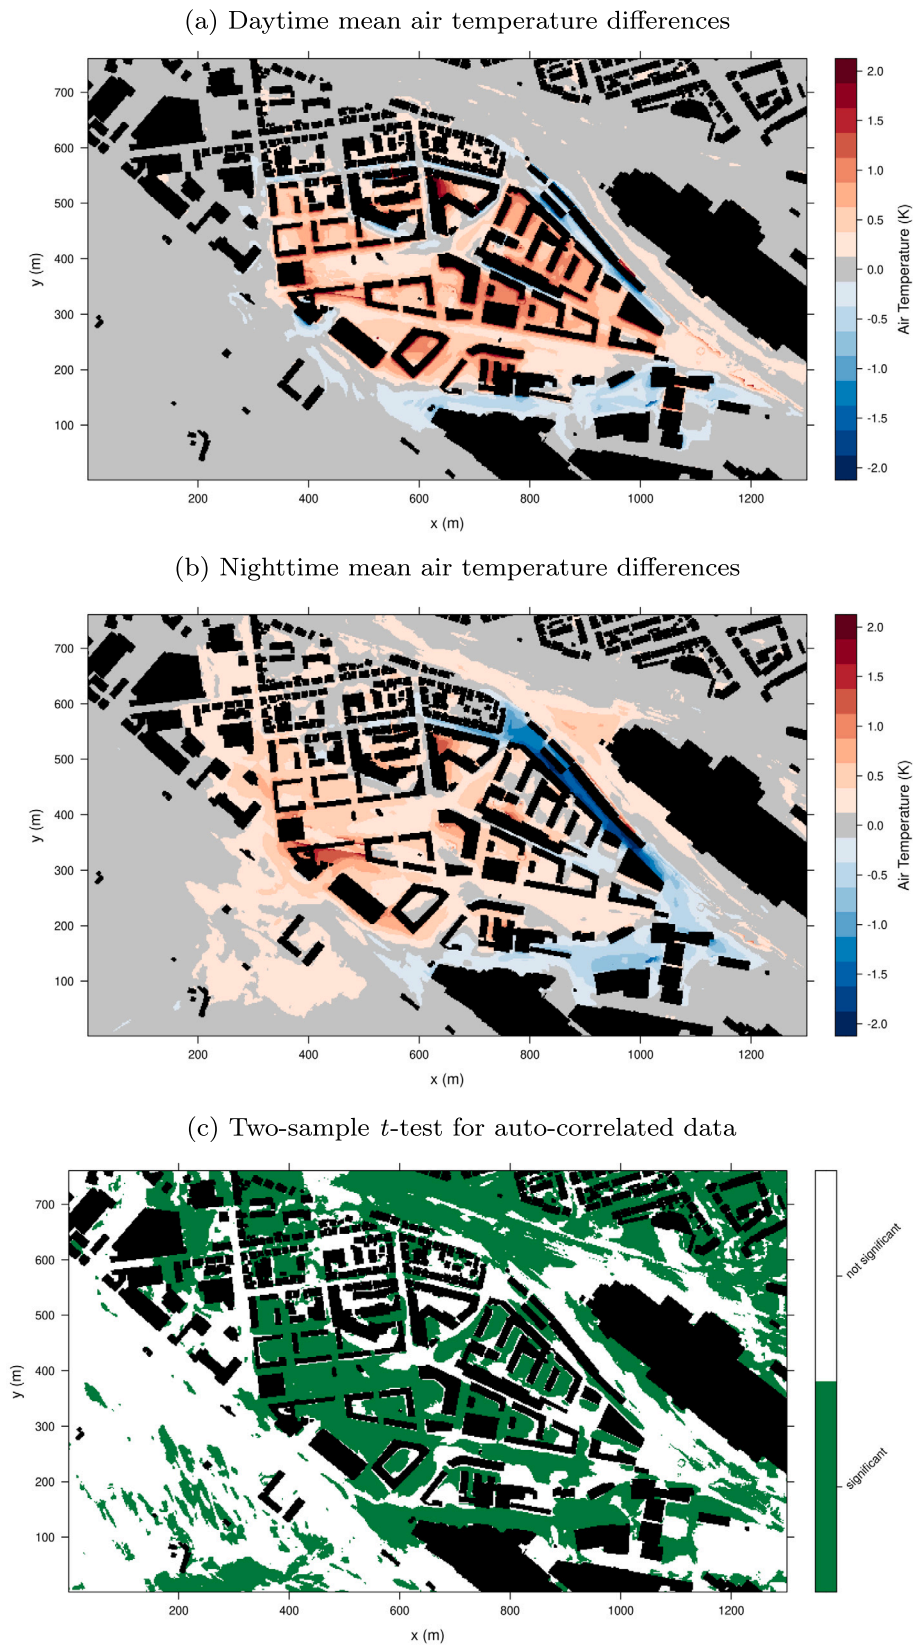 (a) Daytime mean air temperature differences
700
600
500
400
300
200
100
y (m)
200 400 600 800 1000 1200
x (m)
2.0
1.5
1.0
0.5
0.0
-0.5
-1.0
-1.5
-2.0
Air Temperature (K)
(b) Nighttime mean air temperature differences
700
600
500
400
300
200
100
y (m)
200 400 600 800 1000 1200
x (m)
2.0
1.5
1.0
0.5
0.0
-0.5
-1.0
-1.5
-2.0
Air Temperature (K)
(c) Two-sample t-test for auto-correlated data
700
600
500
400
300
200
100
y (m)
200 400 600 800 1000 1200
x (m)
not significant
significant